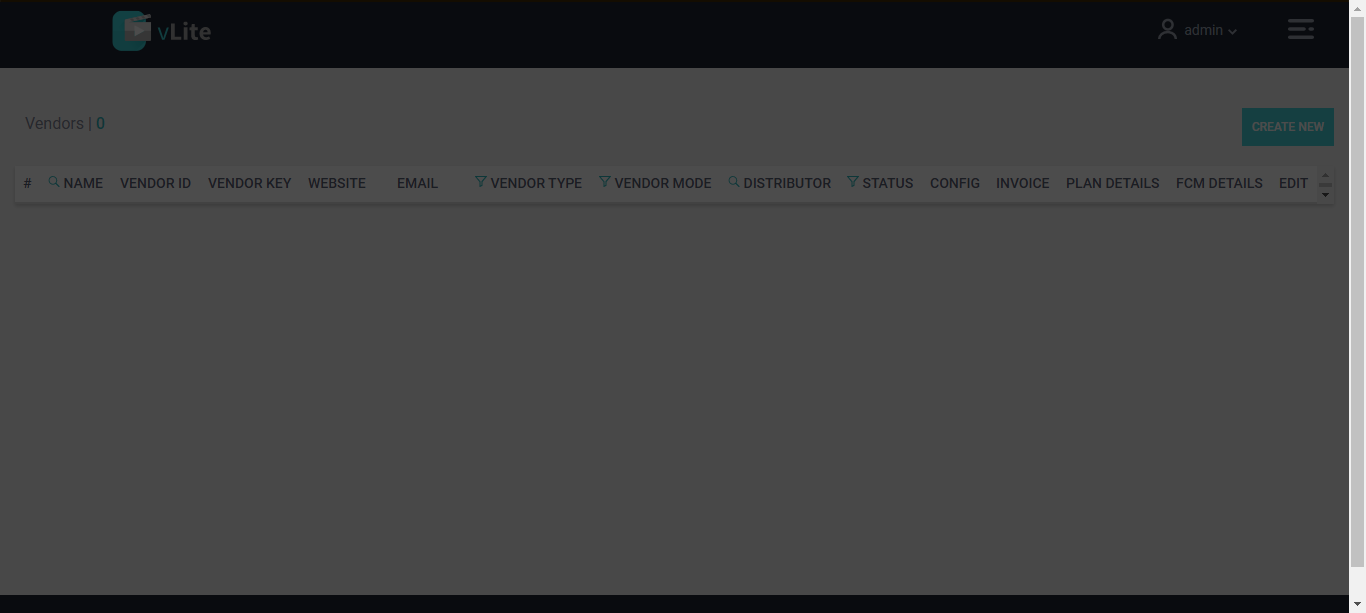 vLite
admin
Vendors | 0
CREATE NEW
# NAME VENDOR ID VENDOR KEY WEBSITE EMAIL VENDOR TYPE VENDOR MODE DISTRIBUTOR STATUS CONFIG INVOICE PLAN DETAILS FCM DETAILS EDIT